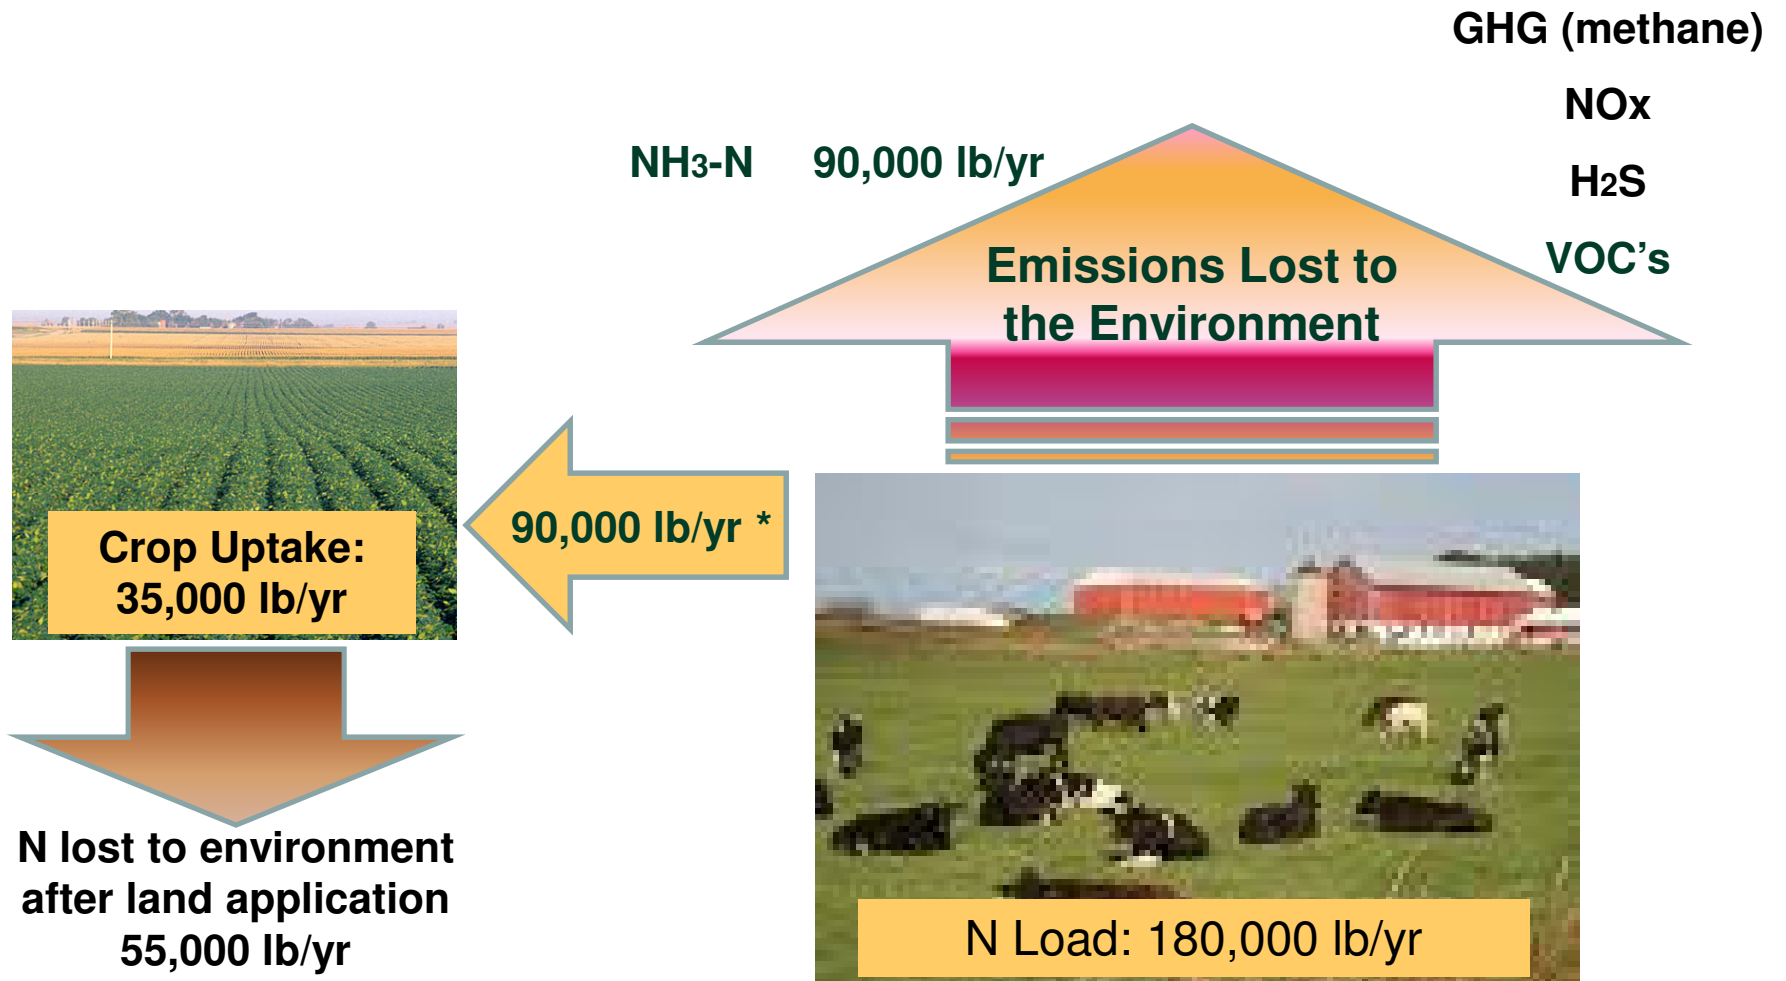 GHG (methane)
NOx
H2S
VOC's
NH3-N 90,000 lb/yr
Emissions Lost to
the Environment
90,000 lb/yr *
Crop Uptake:
35,000 lb/yr
N lost to environment
after land application
55,000 lb/yr
N Load: 180,000 lb/yr